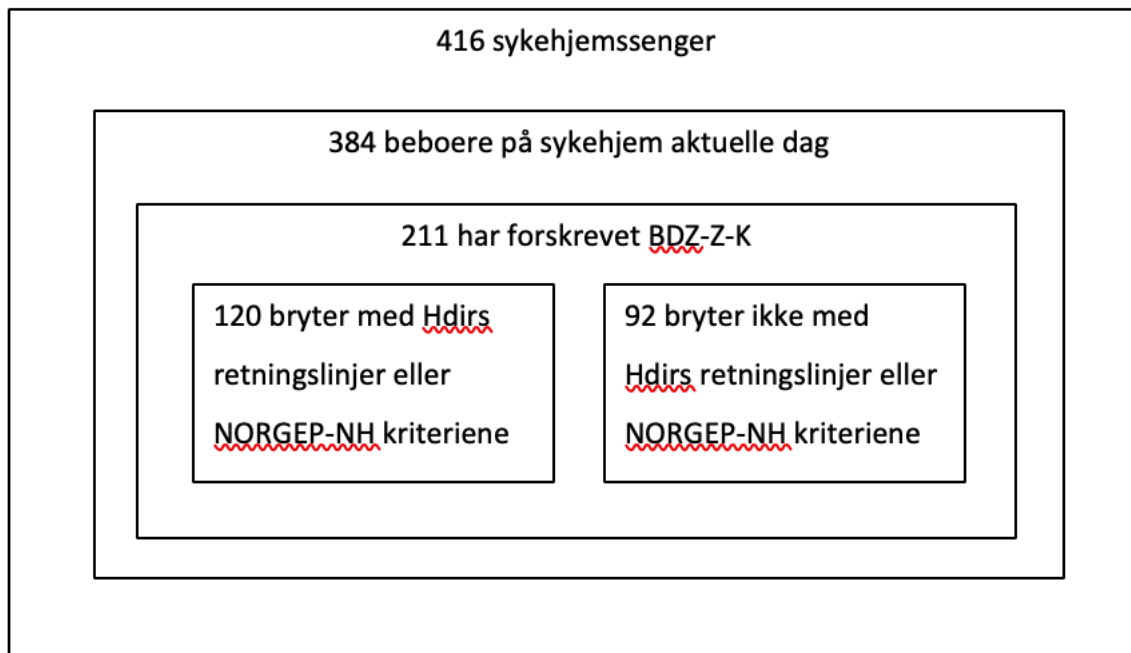 416 sykehjemssenger
384 beboere på sykehjem aktuelle dag
211 har forskrevet BDZ-Z-K
120 bryter med Hdirs
retningslinjer eller
NORGEP-NH kriteriene
92 bryter ikke med
Hdirs retningslinjer eller
NORGEP-NH kriteriene